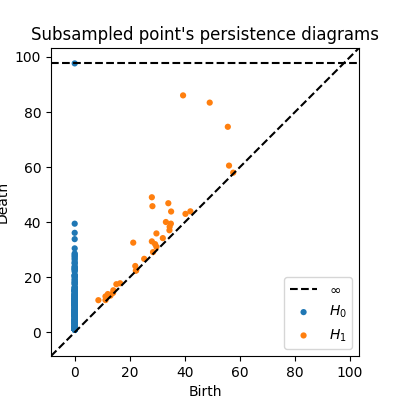 Subsampled point's persistence diagrams
100
80
60
40
20
0
Death
0 20 40 60 80 100
Birth
∞
H₀
H₁